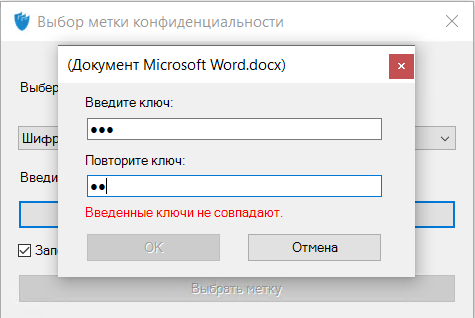 Выбор метки конфиденциальности
(Документ Microsoft Word.docx)
Введите ключ:
Повторите ключ:
Введенные ключи не совпадают.
OK
Отмена
Выбрать метку